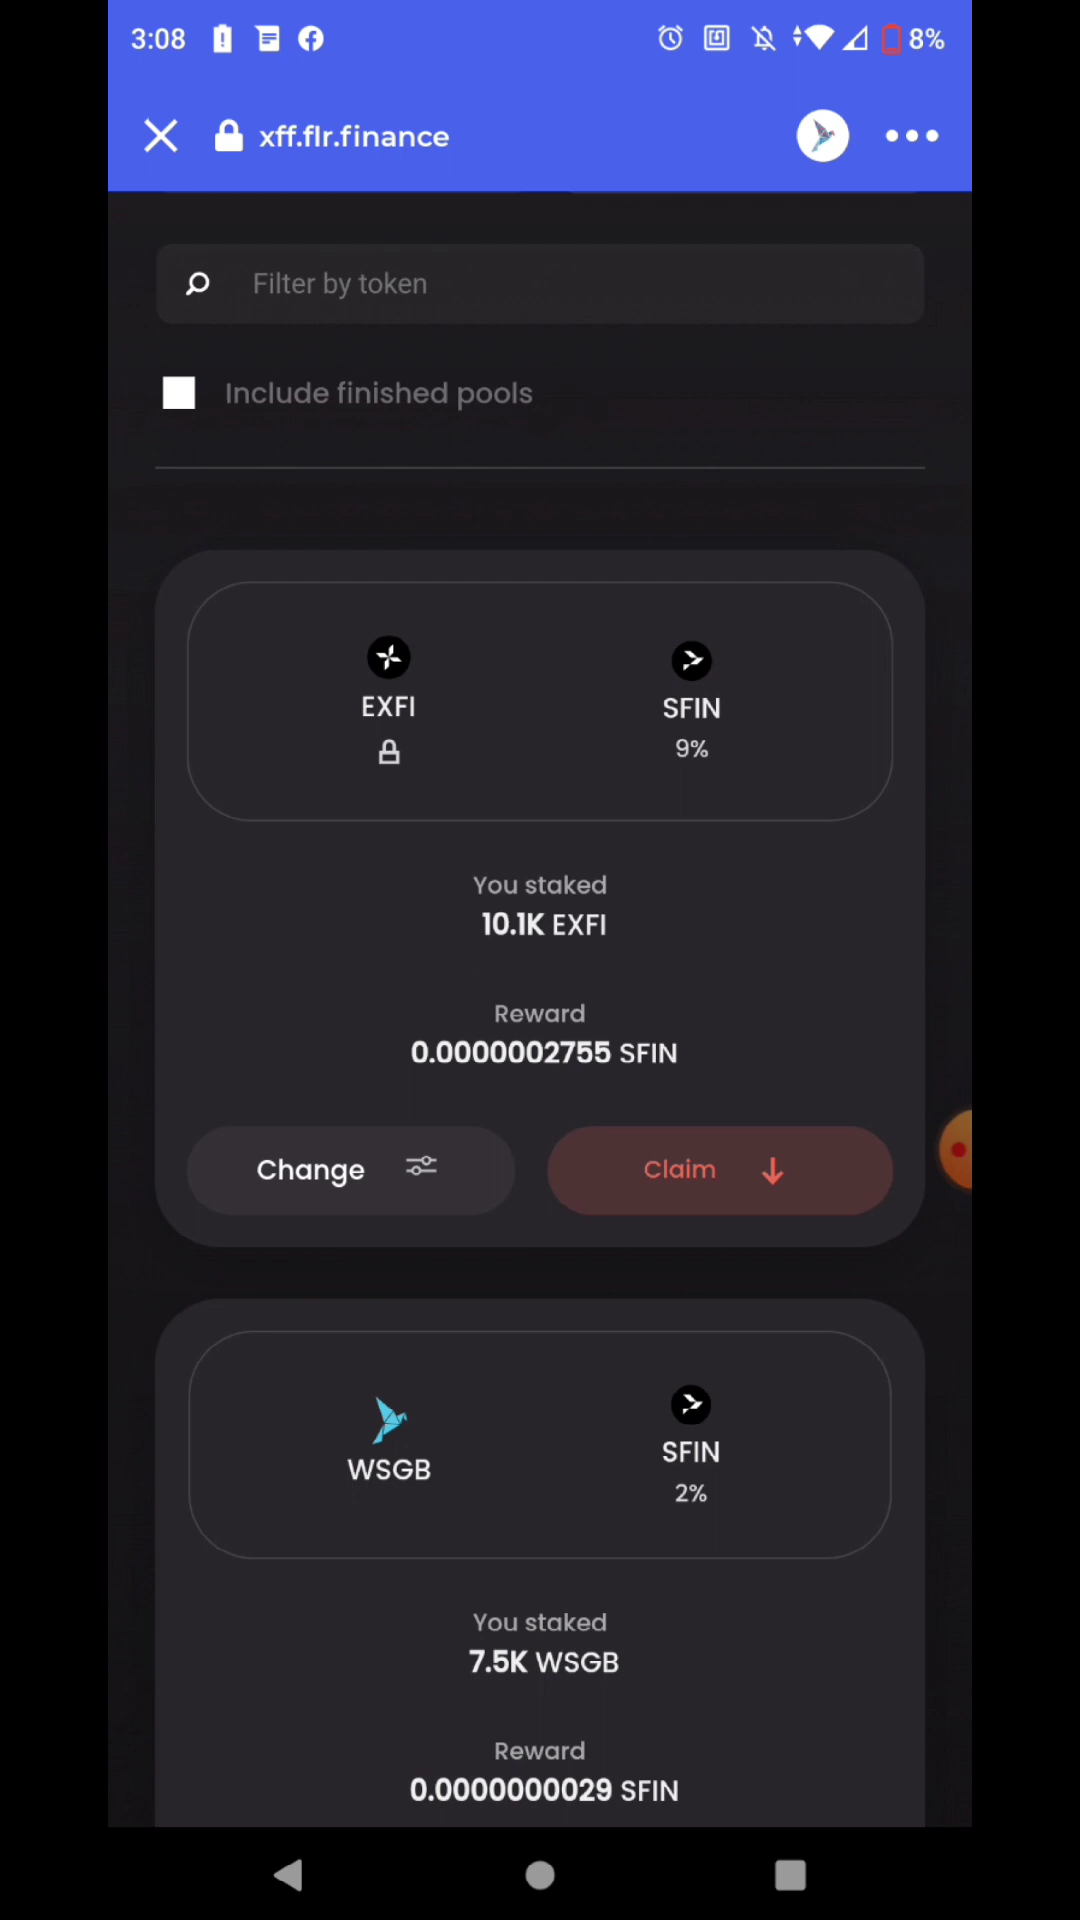 3:08
8%
xff.flr.finance
Filter by token
Include finished pools
EXFI
SFIN
9%
You staked
10.1K EXFI
Reward
0.0000002755 SFIN
Change
Claim
WSGB
SFIN
2%
You staked
7.5K WSGB
Reward
0.0000000029 SFIN